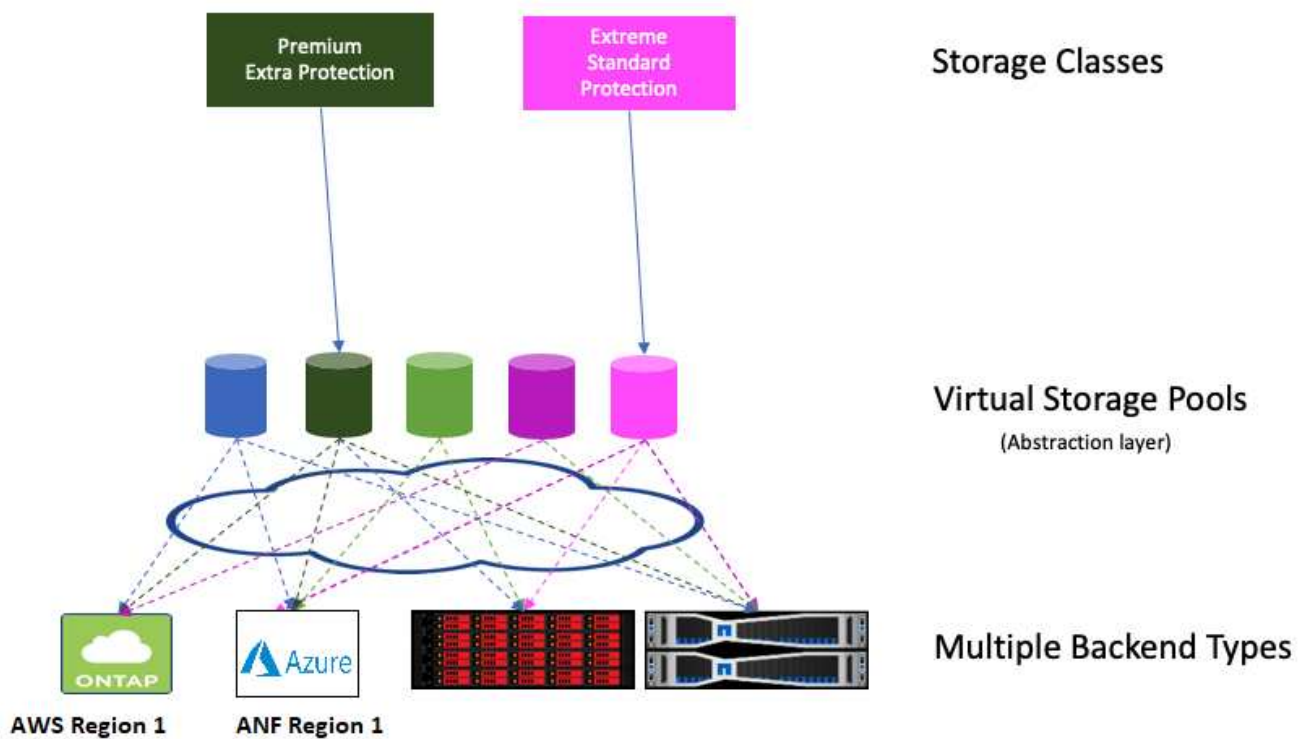 Premium
Extra Protection
Extreme
Standard
Protection
Storage Classes
Virtual Storage Pools
(Abstraction layer)
ONTAP
Azure
Multiple Backend Types
AWS Region 1
ANF Region 1